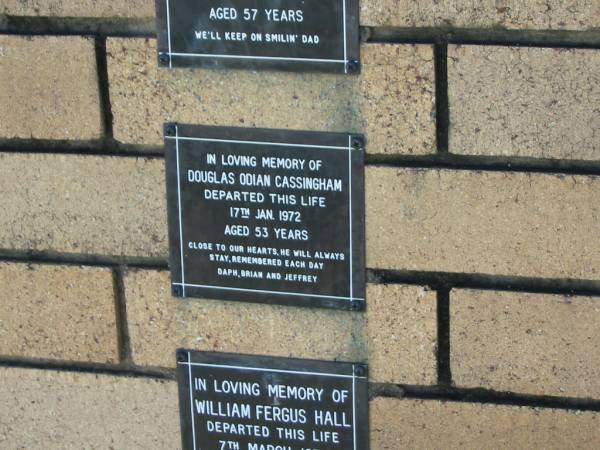 AGED 57 YEARS
WE'LL KEEP ON SMILIN' DAD
IN LOVING MEMORY OF
DOUGLAS ODIAN CASSINGHAM
DEPARTED THIS LIFE
17TH JAN. 1972
AGED 53 YEARS
CLOSE TO OUR HEARTS, HE WILL ALWAYS
STAY, REMEMBERED EACH DAY
DAPH, BRIAN AND JEFFREY
IN LOVING MEMORY OF
WILLIAM FERGUS HALL
DEPARTED THIS LIFE
7TH MARCH